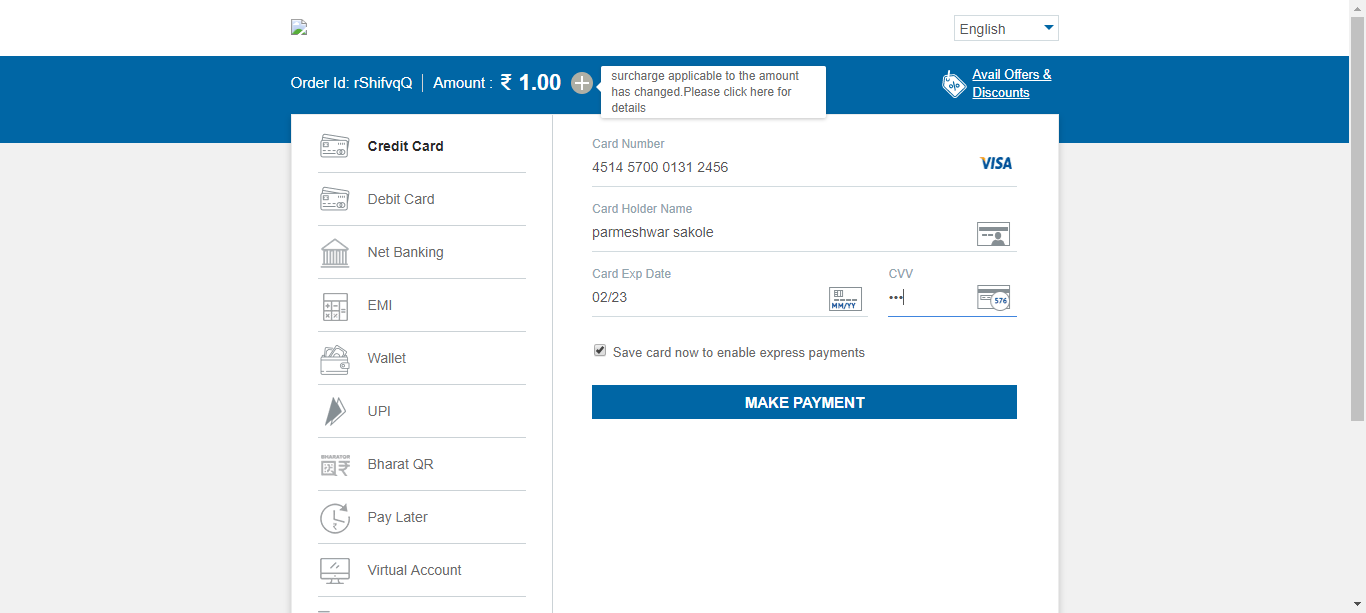 English
Order Id: rShifvqQ | Amount : ₹ 1.00
surcharge applicable to the amount
has changed.Please click here for
details
Avail Offers &
Discounts
Credit Card
Debit Card
Net Banking
EMI
Wallet
UPI
BHARATQR
Bharat QR
Pay Later
Virtual Account
Card Number
4514 5700 0131 2456
VISA
Card Holder Name
parmeshwar sakole
Card Exp Date
02/23
MM/YY
CVV
•••
576
Save card now to enable express payments
MAKE PAYMENT